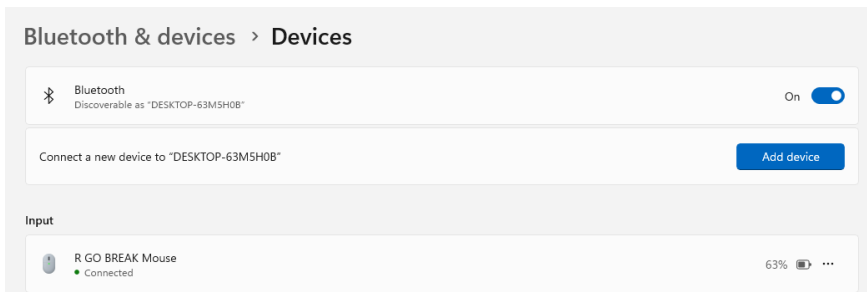 Bluetooth & devices > Devices
Bluetooth
Discoverable as "DESKTOP-63M5H0B"
On
Connect a new device to "DESKTOP-63M5H0B"
Add device
Input
R GO BREAK Mouse
Connected
63%